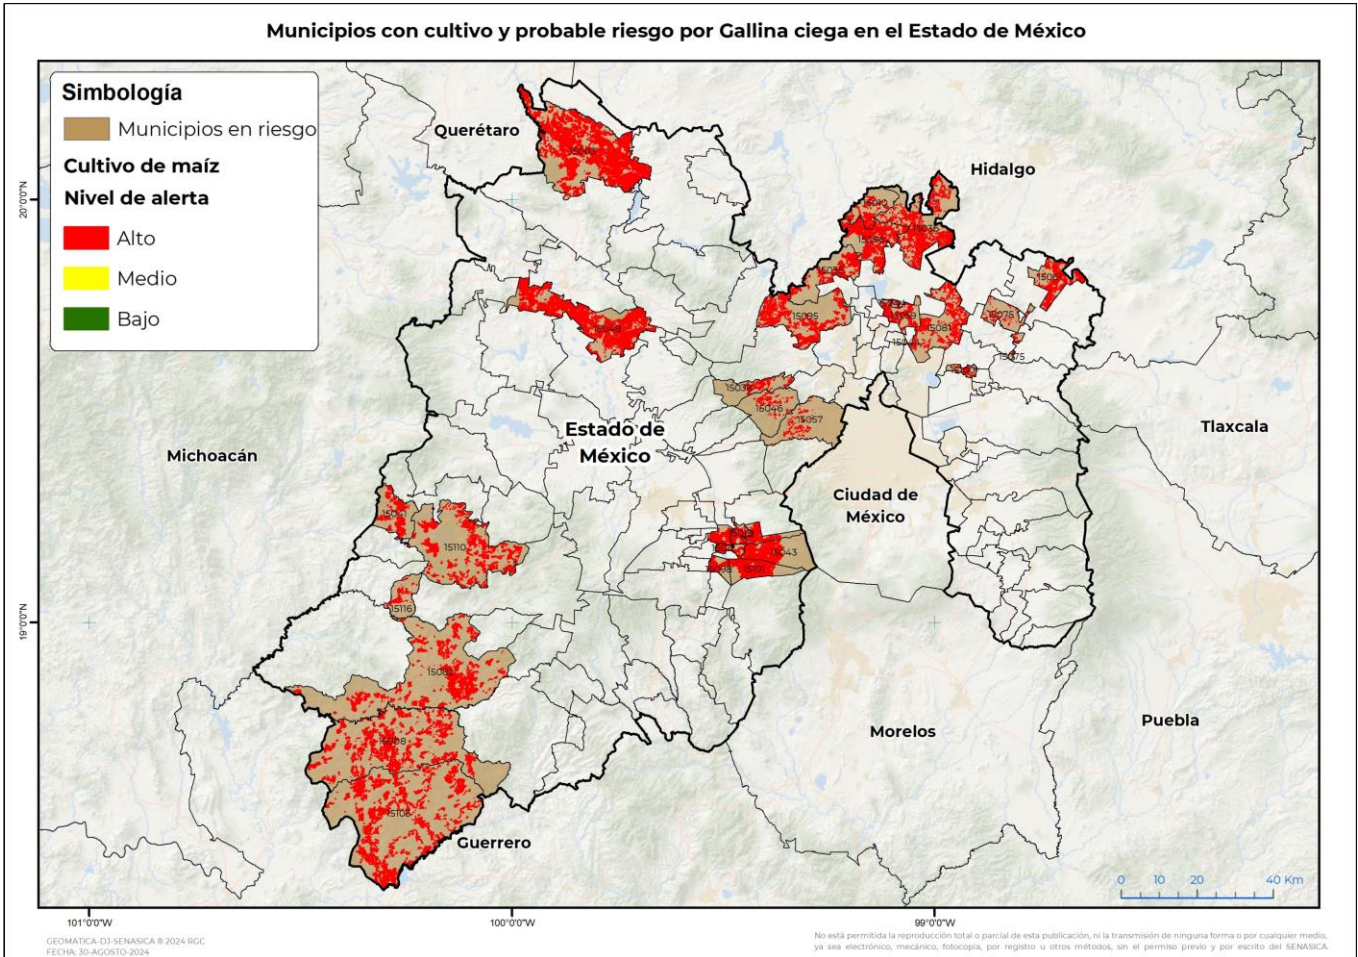 Municipios con cultivo y probable riesgo por Gallina ciega en el Estado de México
Simbología
Municipios en riesgo
Cultivo de maíz
Nivel de alerta
Alto
Medio
Bajo
Querétaro
Hidalgo
Michoacán
Estado de
México
Ciudad de
México
Tlaxcala
Morelos
Puebla
Guerrero
15048
15095
15081
15075
15075
15046
15057
15110
15043
15101
15116
20°0'0"N
19°0'0"N
101°0'0"W
100°0'0"W
99°0'0"W
0 10 20 40 Km
GEOMATICA-DJ-SENASICA ® 2024 RGC
FECHA: 30-AGOSTO-2024
No está permitida la reproducción total o parcial de esta publicación, ni la transmisión de ninguna forma o por cualquier medio,
ya sea electrónico, mecánico, fotocopia, por registro u otros métodos, sin el permiso previo y por escrito del SENASICA.